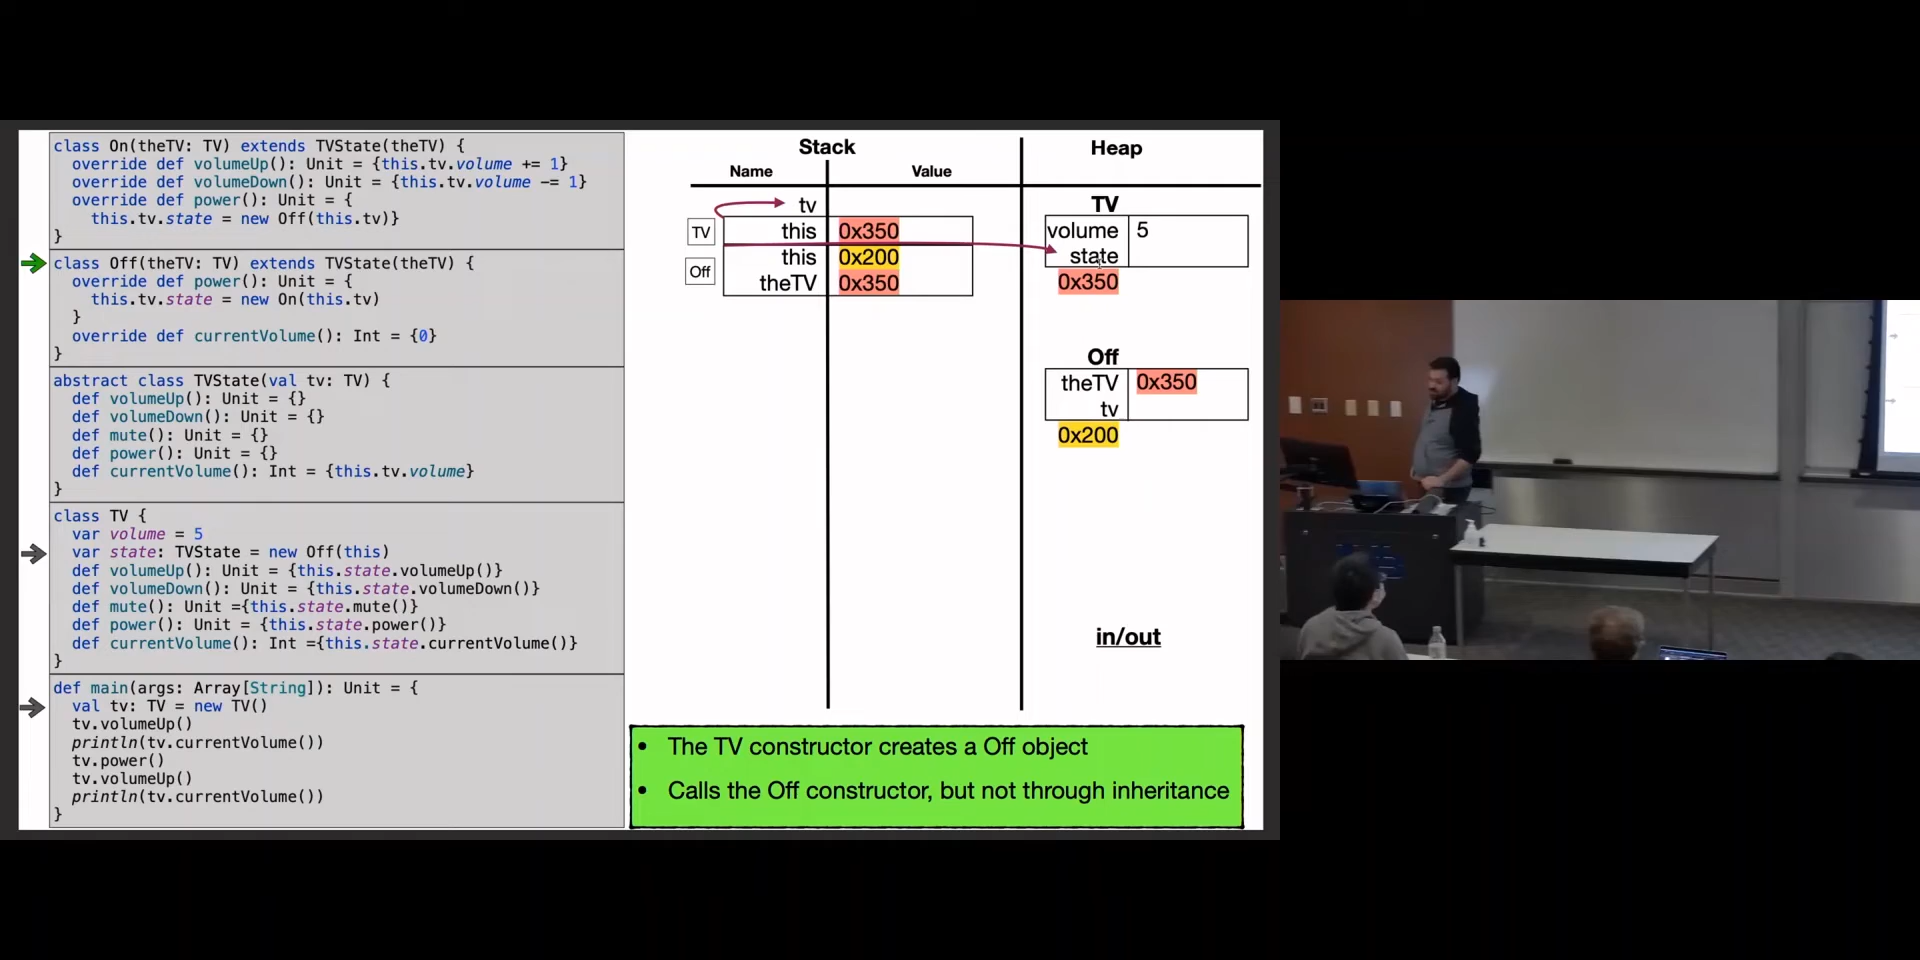 class On(theTV: TV) extends TVState(theTV) {
override def volumeUp(): Unit = {this.tv.volume += 1}
override def volumeDown(): Unit = {this.tv.volume -= 1}
override def power(): Unit = {
this.tv.state = new Off(this.tv)}
}
class Off(theTV: TV) extends TVState(theTV) {
override def power(): Unit = {
this.tv.state = new On(this.tv)
}
override def currentVolume(): Int = {0}
}
abstract class TVState(val tv: TV) {
def volumeUp(): Unit = {}
def volumeDown(): Unit = {}
def mute(): Unit = {}
def power(): Unit = {}
def currentVolume(): Int = {this.tv.volume}
}
class TV {
var volume = 5
var state: TVState = new Off(this)
def volumeUp(): Unit = {this.state.volumeUp()}
def volumeDown(): Unit = {this.state.volumeDown()}
def mute(): Unit ={this.state.mute()}
def power(): Unit = {this.state.power()}
def currentVolume(): Int ={this.state.currentVolume()}
}
def main(args: Array[String]): Unit = {
val tv: TV = new TV()
tv.volumeUp()
println(tv.currentVolume())
tv.power()
tv.volumeUp()
println(tv.currentVolume())
}
Stack
Name Value
tv
TV this 0x350
this 0x200
Off
theTV 0x350
Heap
TV
volume 5
state
0x350
Off
theTV 0x350
tv
0x200
in/out
• The TV constructor creates a Off object
• Calls the Off constructor, but not through inheritance